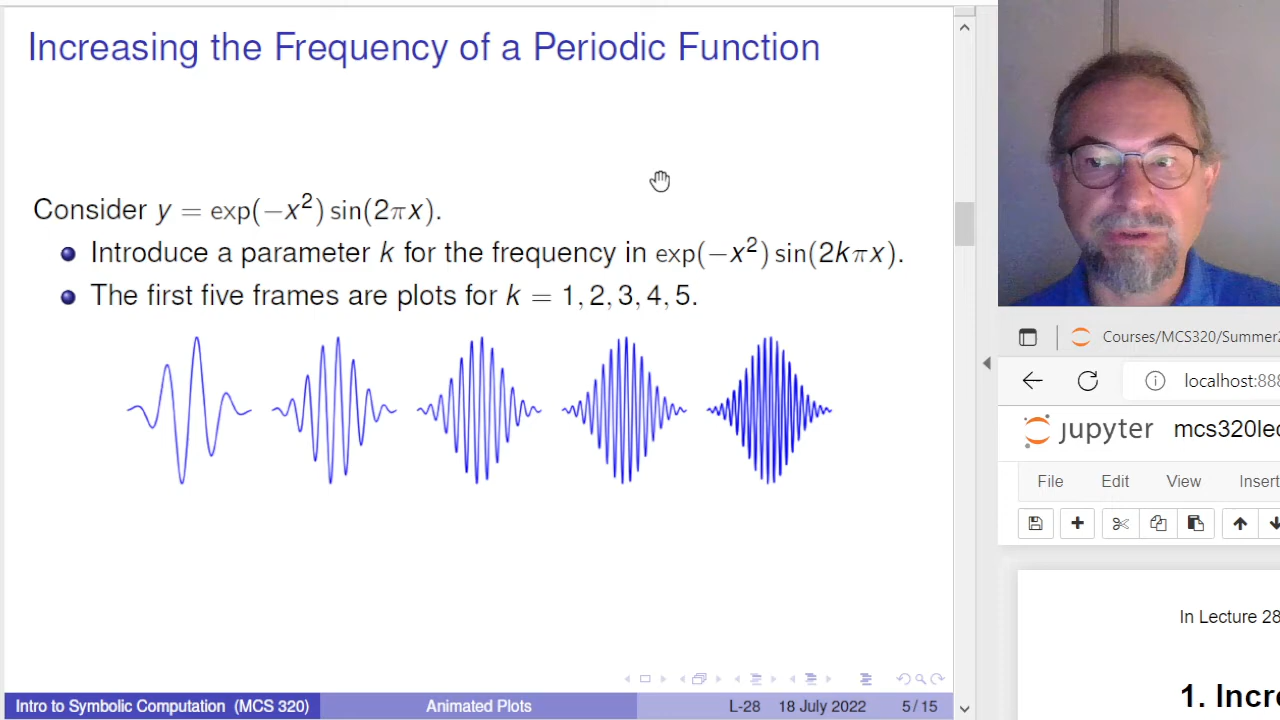 Increasing the Frequency of a Periodic Function
Consider y = exp(−x²) sin(2πx).
Introduce a parameter k for the frequency in exp(−x²) sin(2kπx).
The first five frames are plots for k = 1, 2, 3, 4, 5.
Intro to Symbolic Computation (MCS 320)
Animated Plots
L-28 18 July 2022 5 / 15
Courses/MCS320/Summer2
localhost:888
jupyter mcs320lec
File Edit View Insert
In Lecture 28
1. Incre